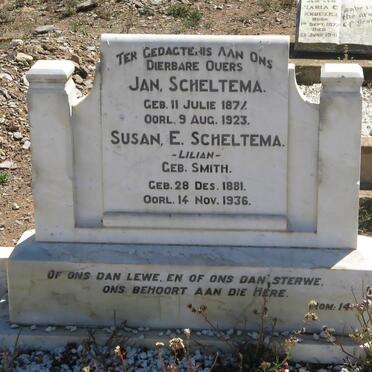 TER GEDAGTENIS AAN ONS
DIERBARE OUERS
JAN. SCHELTEMA.
GEB. 11 JULIE 1874
OORL. 9 AUG. 1923.
SUSAN. E. SCHELTEMA.
-LILIAN-
GEB. SMITH.
GEB. 28 DES. 1881.
OORL. 14 NOV. 1936.
OF ONS DAN LEWE, EN OF ONS DAN STERWE,
ONS BEHOORT AAN DIE HERE.
ROM: 14